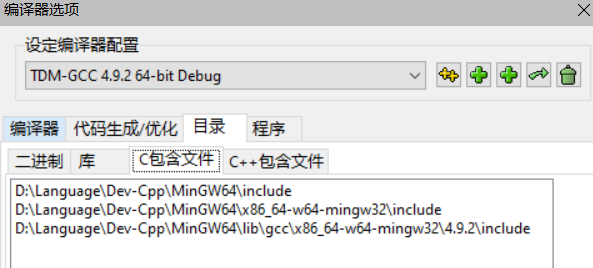 编译器选项
设定编译器配置
TDM-GCC 4.9.2 64-bit Debug
编译器 代码生成/优化 目录 程序
二进制 库 C包含文件 C++包含文件
D:\Language\Dev-Cpp\MinGW64\include
D:\Language\Dev-Cpp\MinGW64\x86_64-w64-mingw32\include
D:\Language\Dev-Cpp\MinGW64\lib\gcc\x86_64-w64-mingw32\4.9.2\include